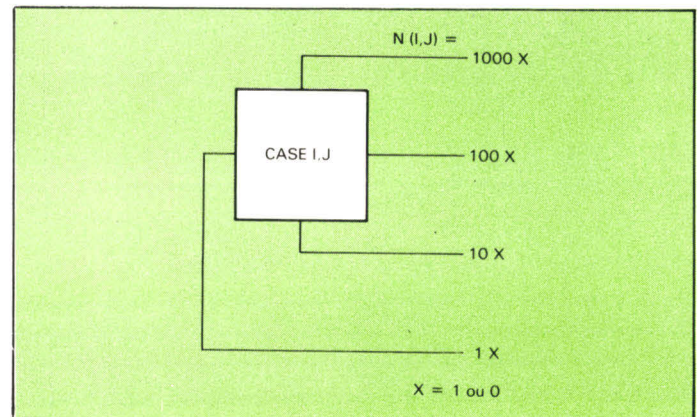 N (I,J) =
1000 X
CASE I.J
100 X
10 X
1 X
X = 1 ou 0